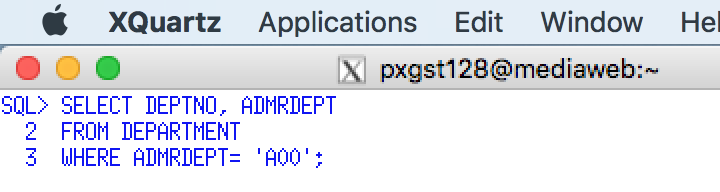 XQuartz Applications Edit Window Hel
pxgst128@mediaweb:~
SQL> SELECT DEPTNO, ADMRDEPT
2 FROM DEPARTMENT
3 WHERE ADMRDEPT= 'A00';